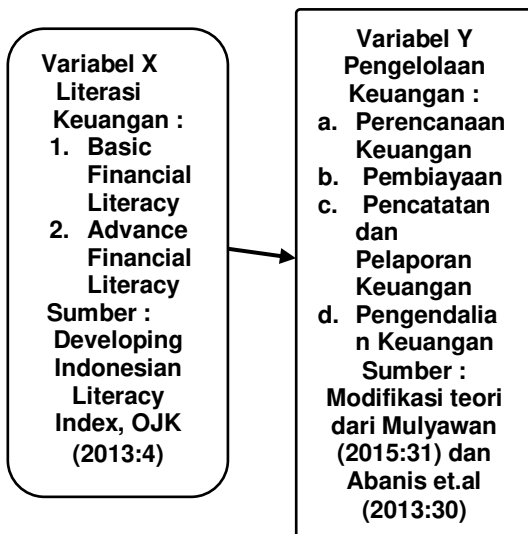 Variabel X
Literasi
Keuangan :
1. Basic
Financial
Literacy
2. Advance
Financial
Literacy
Sumber :
Developing
Indonesian
Literacy
Index, OJK
(2013:4)
Variabel Y
Pengelolaan
Keuangan :
a. Perencanaan
Keuangan
b. Pembiayaan
c. Pencatatan
dan
Pelaporan
Keuangan
d. Pengendalia
n Keuangan
Sumber :
Modifikasi teori
dari Mulyawan
(2015:31) dan
Abanis et.al
(2013:30)